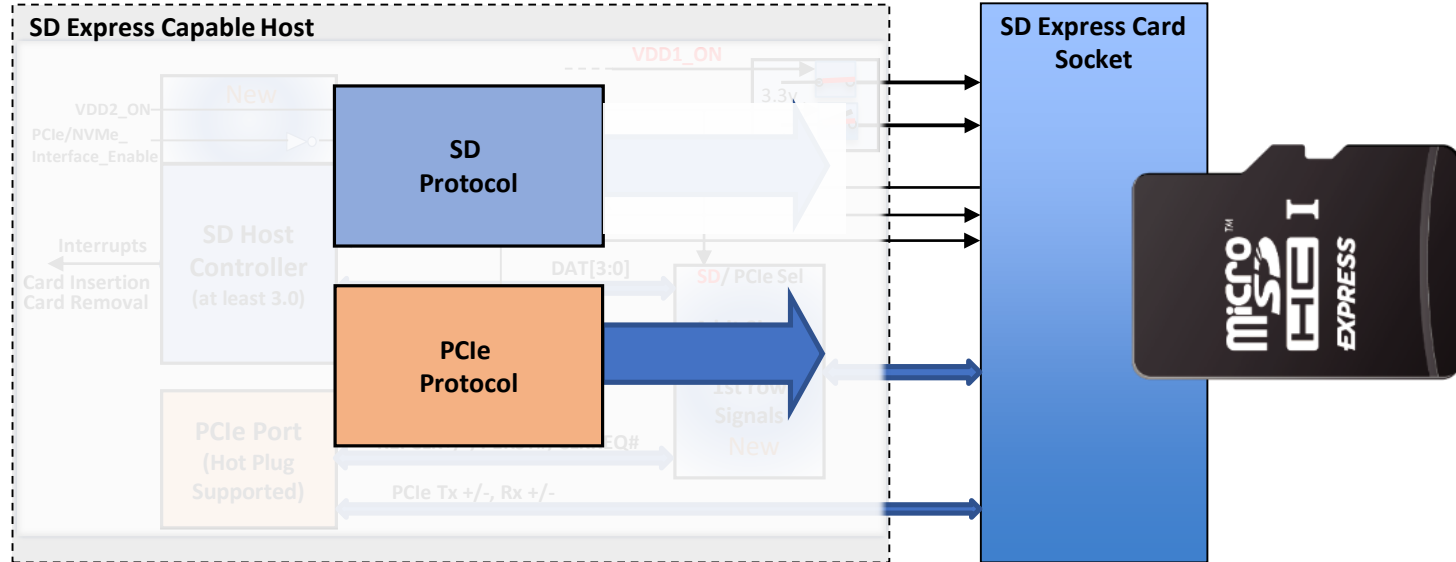 SD Express Capable Host
SD Express Card
Socket
VDD1_ON
New
3.3v
VDD2_ON
PCIe/NVMe_
Interface_Enable
SD
Protocol
SD Host
Controller
(at least 3.0)
Interrupts
Card Insertion
Card Removal
DAT[3:0]
SD/ PCIe Sel
PCIe
Protocol
1st row
Signals
New
PCIe Port
(Hot Plug
Supported)
EQ#
PCIe Tx +/-, Rx +/-
micro
SD
HC I
EXPRESS
TM